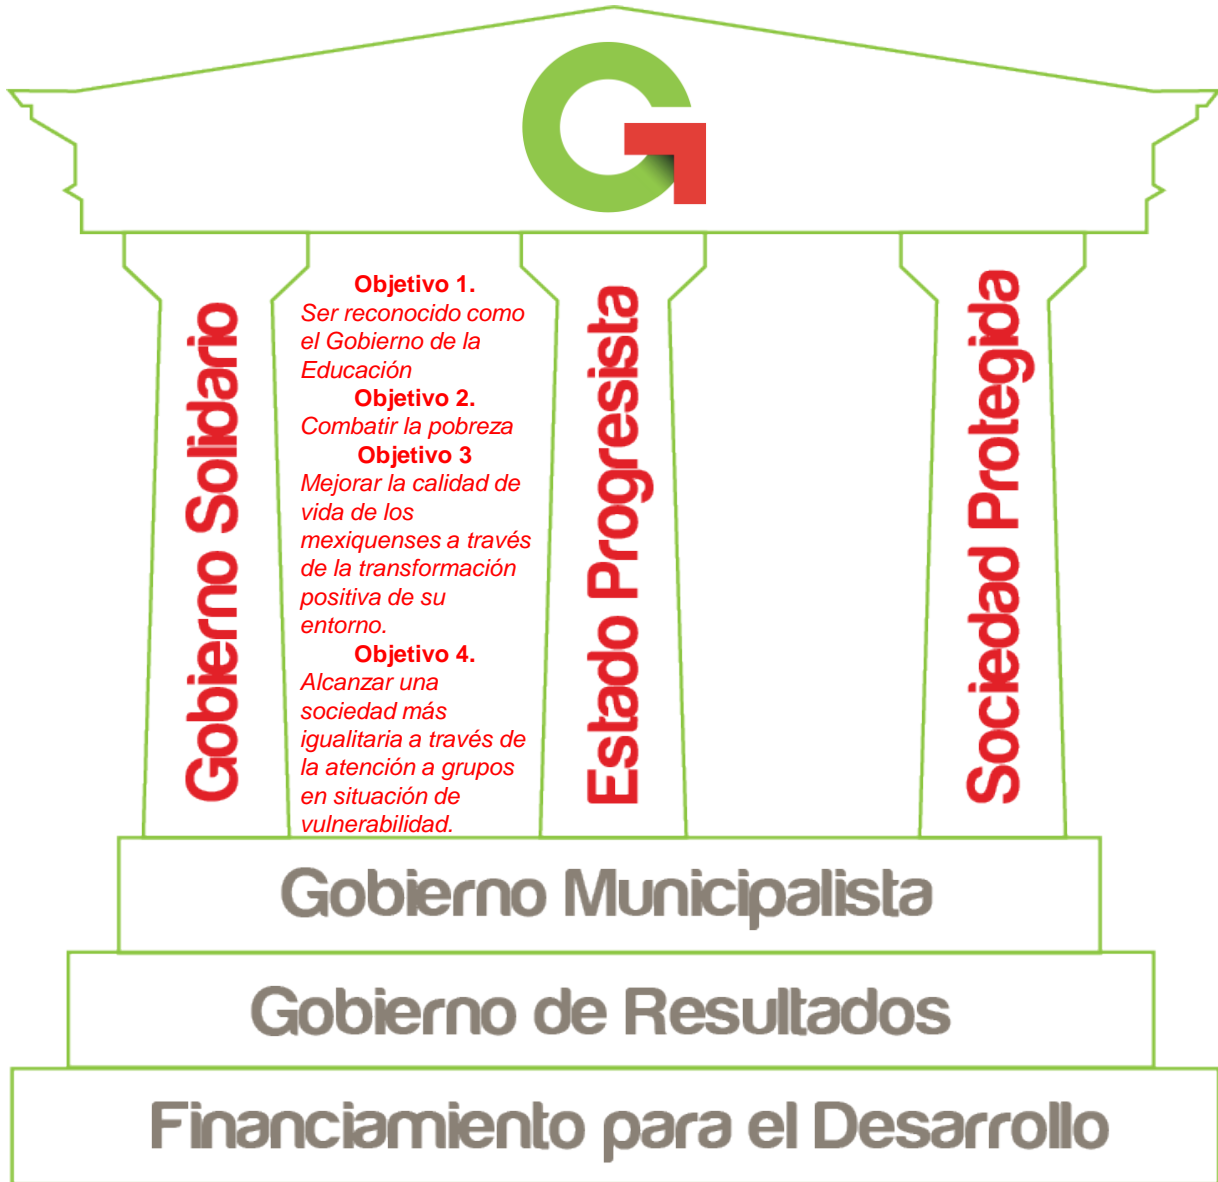 Gobierno Solidario
Objetivo 1.
Ser reconocido como
el Gobierno de la
Educación
Objetivo 2.
Combatir la pobreza
Objetivo 3
Mejorar la calidad de
vida de los
mexiquenses a través
de la transformación
positiva de su
entorno.
Objetivo 4.
Alcanzar una
sociedad más
igualitaria a través de
la atención a grupos
en situación de
vulnerabilidad.
Estado Progresista
Sociedad Protegida
Gobierno Municipalista
Gobierno de Resultados
Financiamiento para el Desarrollo